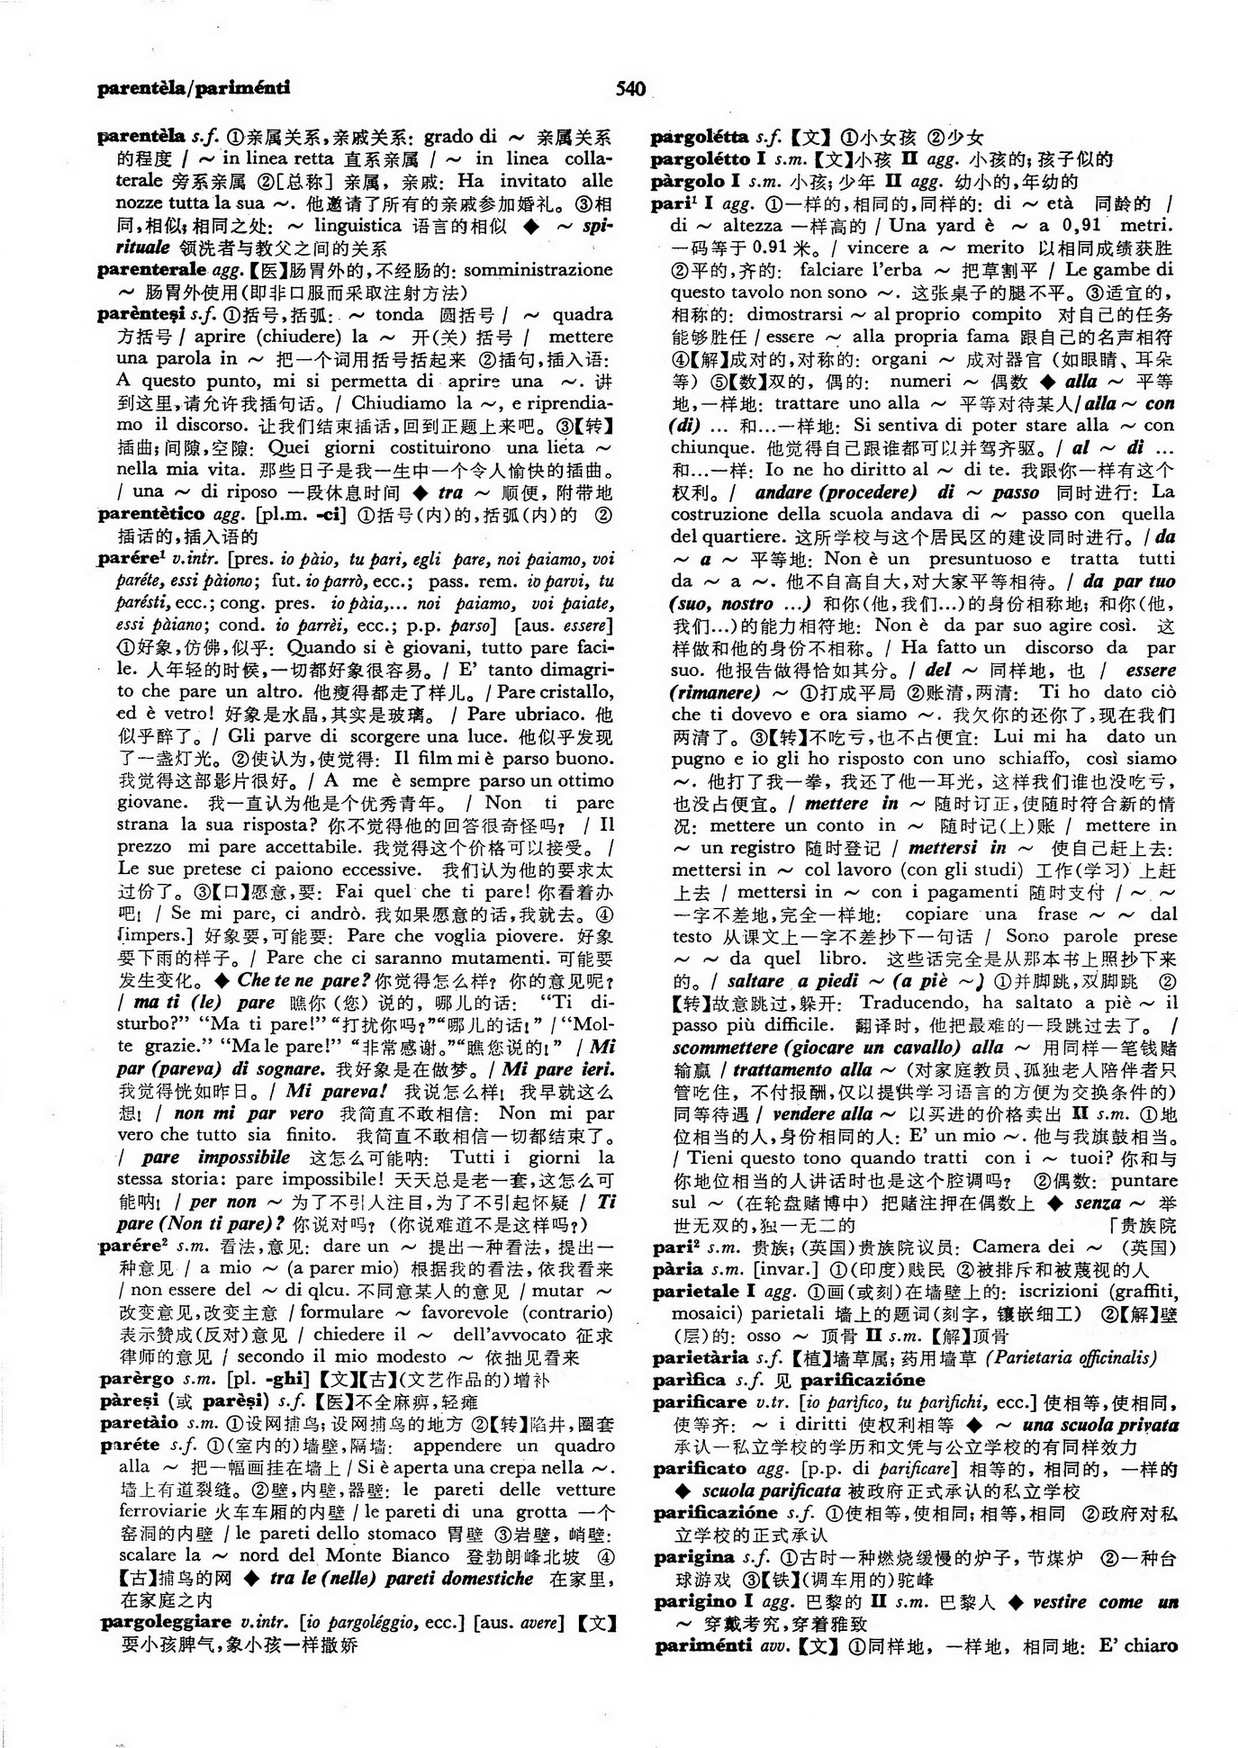 parentèla/pariménti
540
parentèla s.f. ①亲属关系,亲戚关系: grado di ～ 亲属关系
的程度 / ～ in linea retta 直系亲属 / ～ in linea colla-
terale 旁系亲属 ②[总称] 亲属, 亲戚: Ha invitato alle
nozze tutta la sua ～. 他邀请了所有的亲戚参加婚礼。③相
同,相似;相同之处: ～ linguistica 语言的相似 ◆ ～ spi-
rituale 领洗者与教父之间的关系
parenterale agg.【医】肠胃外的,不经肠的: somministrazione
～ 肠胃外使用(即非口服而采取注射方法)
parènteṣi s.f. ①括号,括弧: ～ tonda 圆括号 / ～ quadra
方括号 / aprire (chiudere) la ～ 开(关) 括号 / mettere
una parola in ～ 把一个词用括号括起来 ②插句,插入语:
A questo punto, mi si permetta di aprire una ～. 讲
到这里,请允许我插句话。/ Chiudiamo la ～, e riprendia-
mo il discorso. 让我们结束插话,回到正题上来吧。③【转】
插曲;间隙,空隙: Quei giorni costituirono una lieta ～
nella mia vita. 那些日子是我一生中一个令人愉快的插曲。
/ una ～ di riposo 一段休息时间 ◆ tra ～ 顺便, 附带地
parentètico agg. [pl.m. -ci] ①括号(内)的,括弧(内)的 ②
插话的,插入语的
parére¹ v.intr. [pres. io pàio, tu pari, egli pare, noi paiamo, voi
paréte, essi pàiono; fut. io parrò, ecc.; pass. rem. io parvi, tu
parésti, ecc.; cong. pres. io pàia,... noi paiamo, voi paiate,
essi pàiano; cond. io parrèi, ecc.; p.p. parso] [aus. essere]
①好象,仿佛,似乎: Quando si è giovani, tutto pare faci-
le. 人年轻的时候,一切都好象很容易。/ E' tanto dimagri-
to che pare un altro. 他瘦得都走了样儿。/ Pare cristallo,
ed è vetro! 好象是水晶,其实是玻璃。/ Pare ubriaco. 他
似乎醉了。/ Gli parve di scorgere una luce. 他似乎发现
了一盏灯光。②使认为,使觉得: Il film mi è parso buono.
我觉得这部影片很好。/ A me è sempre parso un ottimo
giovane. 我一直认为他是个优秀青年。 / Non ti pare
strana la sua risposta? 你不觉得他的回答很奇怪吗? / Il
prezzo mi pare accettabile. 我觉得这个价格可以接受。 /
Le sue pretese ci paiono eccessive. 我们认为他的要求太
过份了。③【口】愿意,要: Fai quel che ti pare! 你看着办
吧! / Se mi pare, ci andrò. 我如果愿意的话,我就去。④
[impers.] 好象要,可能要: Pare che voglia piovere. 好象
要下雨的样子。/ Pare che ci saranno mutamenti. 可能要
发生变化。◆ Che te ne pare? 你觉得怎么样? 你的意见呢?
/ ma ti (le) pare 瞧你 (您) 说的, 哪儿的话: “Ti di-
sturbo?” “Ma ti pare!” “打扰你吗?”“哪儿的话!” / “Mol-
te grazie.” “Ma le pare!” “非常感谢。”“瞧您说的!” / Mi
par (pareva) di sognare. 我好象是在做梦。/ Mi pare ieri.
我觉得恍如昨日。/ Mi pareva! 我说怎么样! 我早就这么
想! / non mi par vero 我简直不敢相信: Non mi par
vero che tutto sia finito. 我简直不敢相信一切都结束了。
/ pare impossibile 这怎么可能呐: Tutti i giorni la
stessa storia: pare impossibile! 天天总是老一套,这怎么可
能呐! / per non ～ 为了不引人注目,为了不引起怀疑 / Ti
pare (Non ti pare)? 你说对吗? (你说难道不是这样吗?)
parére² s.m. 看法,意见: dare un ～ 提出一种看法, 提出一
种意见 / a mio ～ (a parer mio) 根据我的看法,依我看来
/ non essere del ～ di qlcu. 不同意某人的意见 / mutar ～
改变意见,改变主意 / formulare ～ favorevole (contrario)
表示赞成(反对)意见 / chiedere il ～ dell'avvocato 征求
律师的意见 / secondo il mio modesto ～ 依拙见看来
parèrgo s.m. [pl. -ghi]【文】【古】(文艺作品的)增补
pàreṣi (或 parèṣi) s.f.【医】不全麻痹,轻瘫
paretàio s.m. ①设网捕鸟;设网捕鸟的地方 ②【转】陷井,圈套
paréte s.f. ①(室内的)墙壁,隔墙: appendere un quadro
alla ～ 把一幅画挂在墙上 / Si è aperta una crepa nella ～.
墙上有道裂缝。②壁,内壁,器壁: le pareti delle vetture
ferroviarie 火车车厢的内壁 / le pareti di una grotta 一个
窑洞的内壁 / le pareti dello stomaco 胃壁 ③岩壁, 峭壁:
scalare la ～ nord del Monte Bianco 登勃朗峰北坡 ④
【古】捕鸟的网 ◆ tra le (nelle) pareti domestiche 在家里,
在家庭之内
pargoleggiare v.intr. [io pargoléggio, ecc.] [aus. avere]【文】
耍小孩脾气,象小孩一样撒娇
pargolétta s.f.【文】①小女孩 ②少女
pargolétto I s.m.【文】小孩 II agg. 小孩的;孩子似的
pàrgolo I s.m. 小孩;少年 II agg. 幼小的,年幼的
pari¹ I agg. ①一样的,相同的,同样的: di ～ età 同龄的 /
di ～ altezza 一样高的 / Una yard è ～ a 0,91 metri.
一码等于0.91米。/ vincere a ～ merito 以相同成绩获胜
②平的,齐的: falciare l'erba ～ 把草割平 / Le gambe di
questo tavolo non sono ～. 这张桌子的腿不平。③适宜的,
相称的: dimostrarsi ～ al proprio compito 对自己的任务
能够胜任 / essere ～ alla propria fama 跟自己的名声相符
④【解】成对的,对称的: organi ～ 成对器官 (如眼睛、耳朵
等) ⑤【数】双的, 偶的: numeri ～ 偶数 ◆ alla ～ 平等
地,一样地: trattare uno alla ～ 平等对待某人/ alla ～ con
(di) ... 和...一样地: Si sentiva di poter stare alla ～ con
chiunque. 他觉得自己跟谁都可以并驾齐驱。/ al ～ di ...
和...一样: Io ne ho diritto al ～ di te. 我跟你一样有这个
权利。/ andare (procedere) di ～ passo 同时进行: La
costruzione della scuola andava di ～ passo con quella
del quartiere. 这所学校与这个居民区的建设同时进行。/ da
～ a ～ 平等地: Non è un presuntuoso e tratta tutti
da ～ a ～. 他不自高自大,对大家平等相待。/ da par tuo
(suo, nostro ...) 和你(他,我们...)的身份相称地; 和你(他,
我们...)的能力相符地: Non è da par suo agire così. 这
样做和他的身份不相称。/ Ha fatto un discorso da par
suo. 他报告做得恰如其分。/ del ～ 同样地, 也 / essere
(rimanere) ～ ①打成平局 ②账清,两清: Ti ho dato ciò
che ti dovevo e ora siamo ～. 我欠你的还你了,现在我们
两清了。③【转】不吃亏,也不占便宜: Lui mi ha dato un
pugno e io gli ho risposto con uno schiaffo, così siamo
～. 他打了我一拳, 我还了他一耳光, 这样我们谁也没吃亏,
也没占便宜。/ mettere in ～ 随时订正,使随时符合新的情
况: mettere un conto in ～ 随时记(上)账 / mettere in
～ un registro 随时登记 / mettersi in ～ 使自己赶上去:
mettersi in ～ col lavoro (con gli studi) 工作(学习) 上赶
上去 / mettersi in ～ con i pagamenti 随时支付 / ～ ～
一字不差地,完全一样地: copiare una frase ～ ～ dal
testo 从课文上一字不差抄下一句话 / Sono parole prese
～ ～ da quel libro. 这些话完全是从那本书上照抄下来
的。/ saltare a piedi ～ (a piè ～) ①并脚跳,双脚跳 ②
【转】故意跳过,躲开: Traducendo, ha saltato a piè ～ il
passo più difficile. 翻译时, 他把最难的一段跳过去了。 /
scommettere (giocare un cavallo) alla ～ 用同样一笔钱赌
输赢 / trattamento alla ～ (对家庭教员、孤独老人陪伴者只
管吃住, 不付报酬,仅以提供学习语言的方便为交换条件的)
同等待遇 / vendere alla ～ 以买进的价格卖出 II s.m. ①地
位相当的人,身份相同的人: E' un mio ～. 他与我旗鼓相当。
/ Tieni questo tono quando tratti con i ～ tuoi? 你和与
你地位相当的人讲话时也是这个腔调吗? ②偶数: puntare
sul ～ (在轮盘赌博中) 把赌注押在偶数上 ◆ senza ～ 举
世无双的,独一无二的 「贵族院
pari² s.m. 贵族; (英国)贵族院议员: Camera dei ～ (英国)
pària s.m. [invar.] ①(印度)贱民 ②被排斥和被蔑视的人
parietale I agg. ①画(或刻)在墙壁上的: iscrizioni (graffiti,
mosaici) parietali 墙上的题词(刻字, 镶嵌细工) ②【解】壁
(层)的: osso ～ 顶骨 II s.m.【解】顶骨
parietària s.f.【植】墙草属;药用墙草 (Parietaria officinalis)
parìfica s.f. 见 parificazióne
parificare v.tr. [io parìfico, tu parìfichi, ecc.] 使相等,使相同,
使等齐: ～ i diritti 使权利相等 ◆ ～ una scuola privata
承认一私立学校的学历和文凭与公立学校的有同样效力
parificato agg. [p.p. di parificare] 相等的, 相同的, 一样的
◆ scuola parificata 被政府正式承认的私立学校
parificazióne s.f. ①使相等,使相同;相等,相同 ②政府对私
立学校的正式承认
parigina s.f. ①古时一种燃烧缓慢的炉子, 节煤炉 ②一种台
球游戏 ③【铁】(调车用的)驼峰
parigino I agg. 巴黎的 II s.m. 巴黎人 ◆ vestire come un
～ 穿戴考究,穿着雅致
pariménti avv.【文】①同样地, 一样地, 相同地: E' chiaro